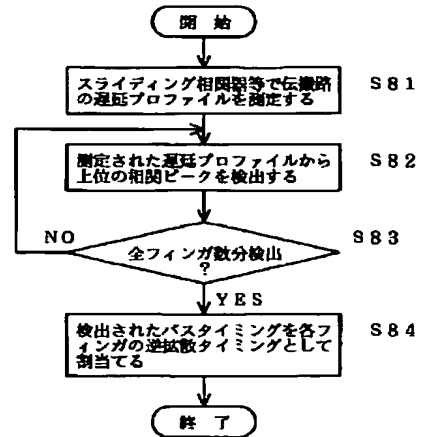 開始
スライディング相関器等で伝搬路
の遅延プロファイルを測定する
S81
測定された遅延プロファイルから
上位の相関ピークを検出する
S82
NO
全フィンガ数分検出
?
S83
YES
検出されたパスタイミングを各フ
ィンガの逆拡散タイミングとして
割当てる
S84
終了